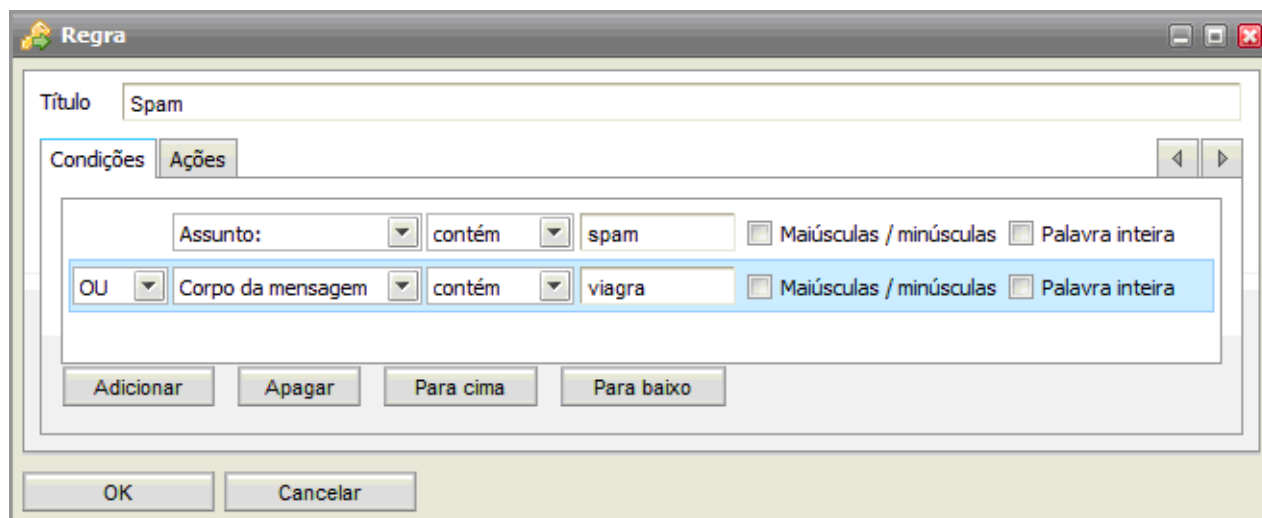 Regra
Título Spam
Condições Ações
Assunto: contém spam Maiúsculas / minúsculas Palavra inteira
OU Corpo da mensagem contém viagra Maiúsculas / minúsculas Palavra inteira
Adicionar Apagar Para cima Para baixo
OK Cancelar